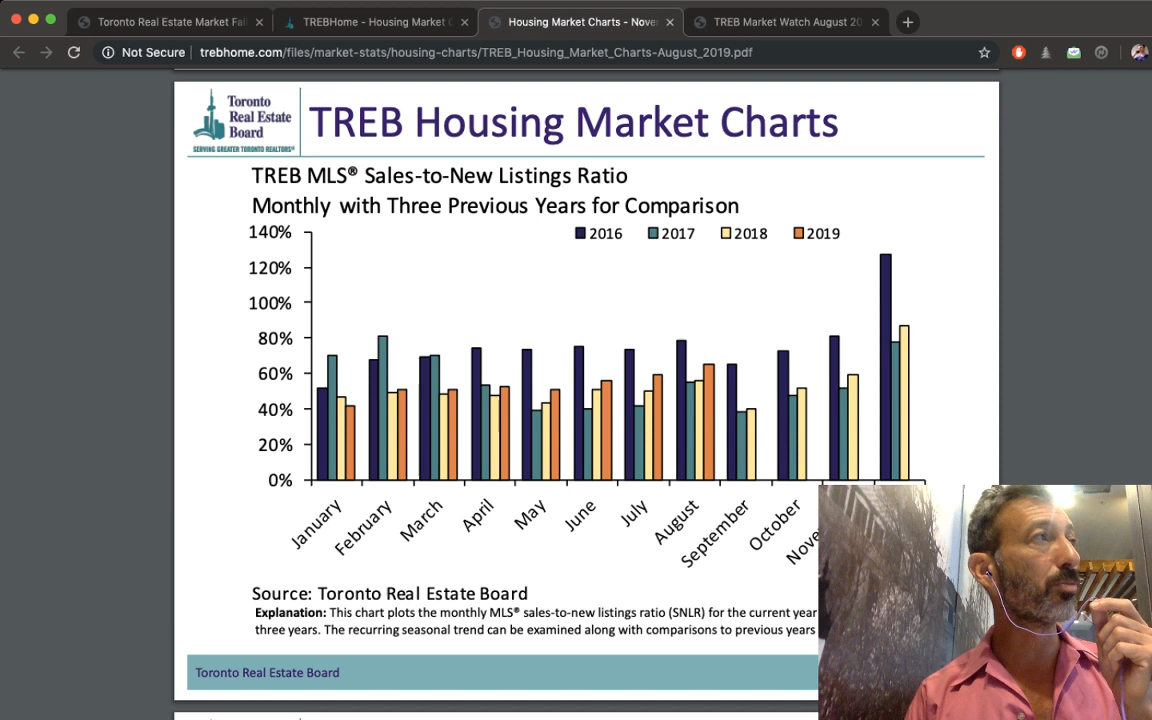 Toronto Real Estate Market Fal
TREBHome - Housing Market C
Housing Market Charts - Nove
TREB Market Watch August 20
Not Secure
trebhome.com/files/market-stats/housing-charts/TREB_Housing_Market_Charts-August_2019.pdf
Toronto
Real Estate
Board
SERVING GREATER TORONTO REALTORS®
TREB Housing Market Charts
TREB MLS® Sales-to-New Listings Ratio
Monthly with Three Previous Years for Comparison
2016 2017 2018 2019
140%
120%
100%
80%
60%
40%
20%
0%
January February March April May June July August September October Nove
Source: Toronto Real Estate Board
Explanation: This chart plots the monthly MLS® sales-to-new listings ratio (SNLR) for the current year
three years. The recurring seasonal trend can be examined along with comparisons to previous years
Toronto Real Estate Board